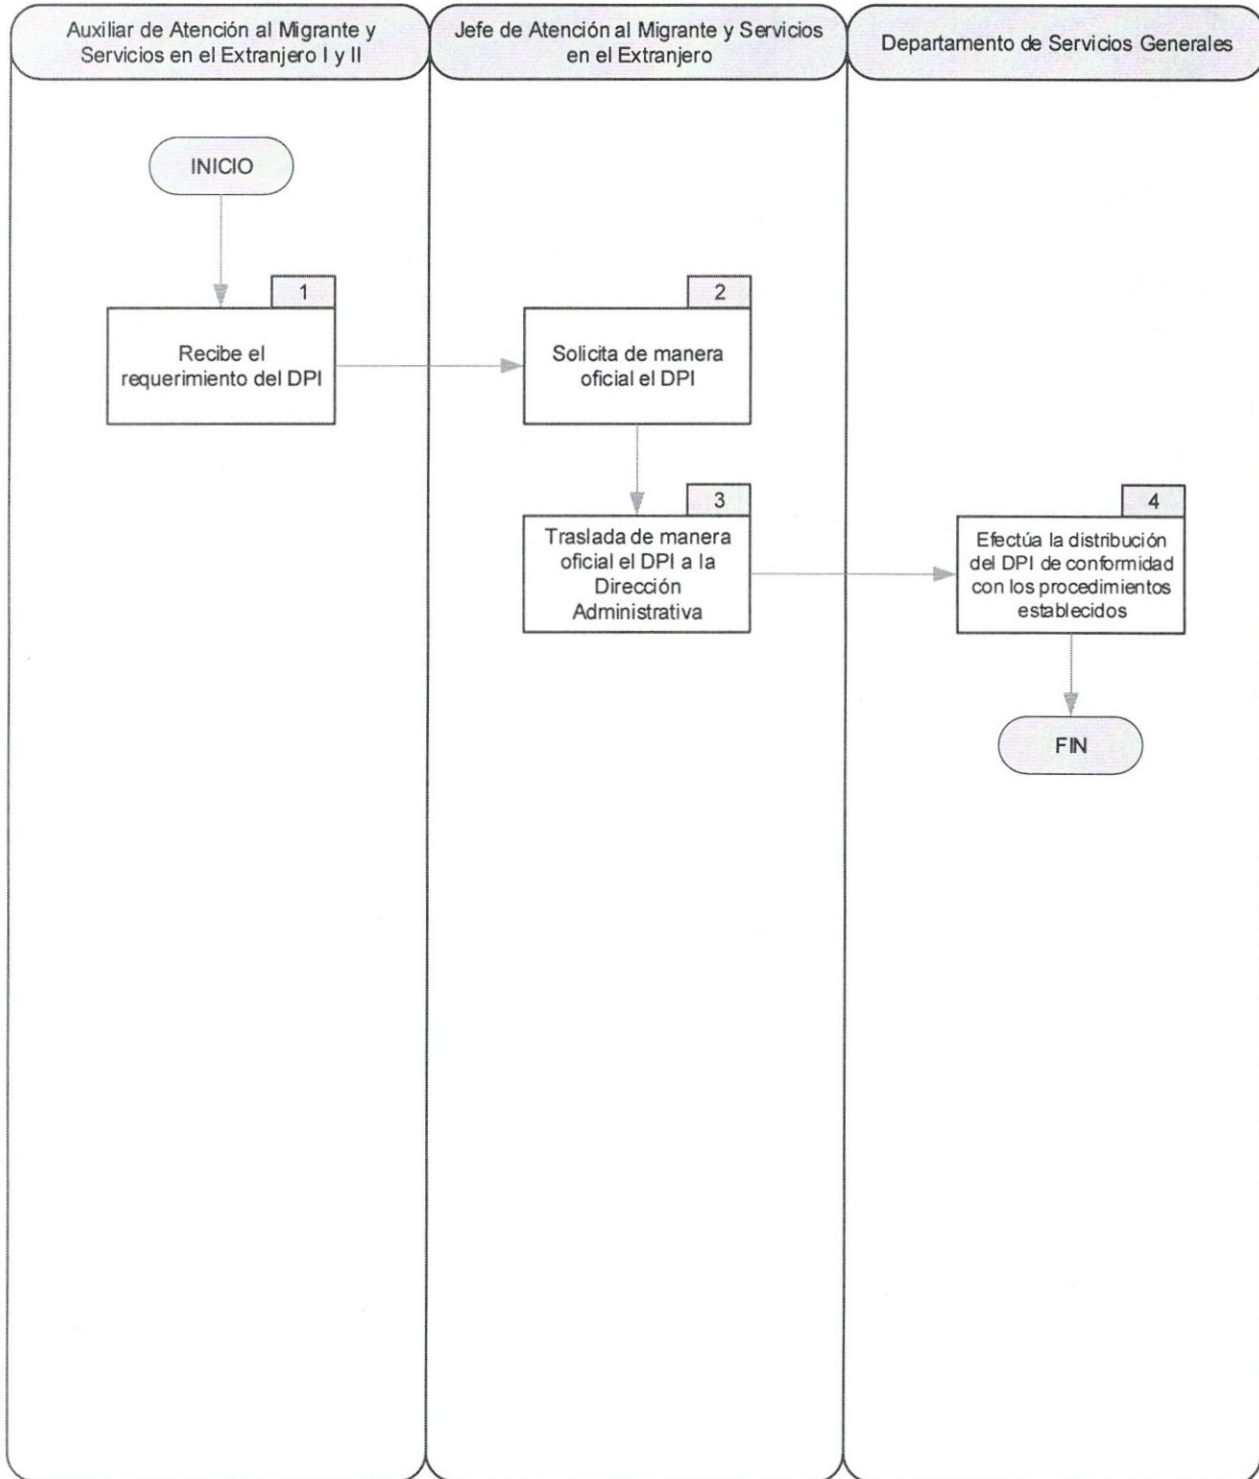 Auxiliar de Atención al Migrante y
Servicios en el Extranjero I y II
Jefe de Atención al Migrante y Servicios
en el Extranjero
Departamento de Servicios Generales
INICIO
1
Recibe el
requerimiento del DPI
2
Solicita de manera
oficial el DPI
3
Traslada de manera
oficial el DPI a la
Dirección
Administrativa
4
Efectúa la distribución
del DPI de conformidad
con los procedimientos
establecidos
FIN